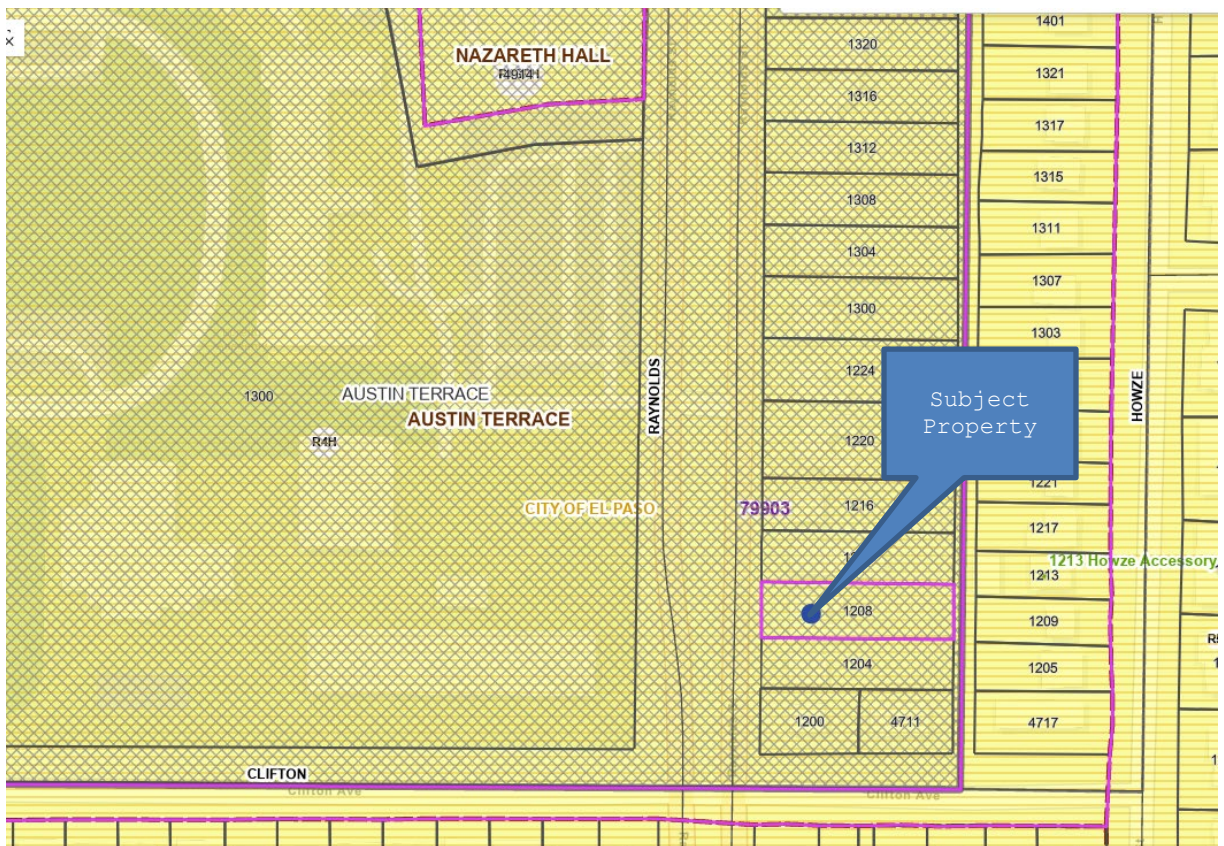 1401
1320
NAZARETH HALL
1321
1316
1317
1312
1315
1308
1311
1304
1307
1300
1303
1224
Subject
Property
RAYNOLDS
HOWZE
1300
AUSTIN TERRACE
AUSTIN TERRACE
R4H
1220
1221
CITY OF EL PASO
79903
1216
1217
1213 Howze Accessory
1213
1208
1209
1204
1205
1200
4711
4717
CLIFTON
Clifton Ave
Clifton Ave